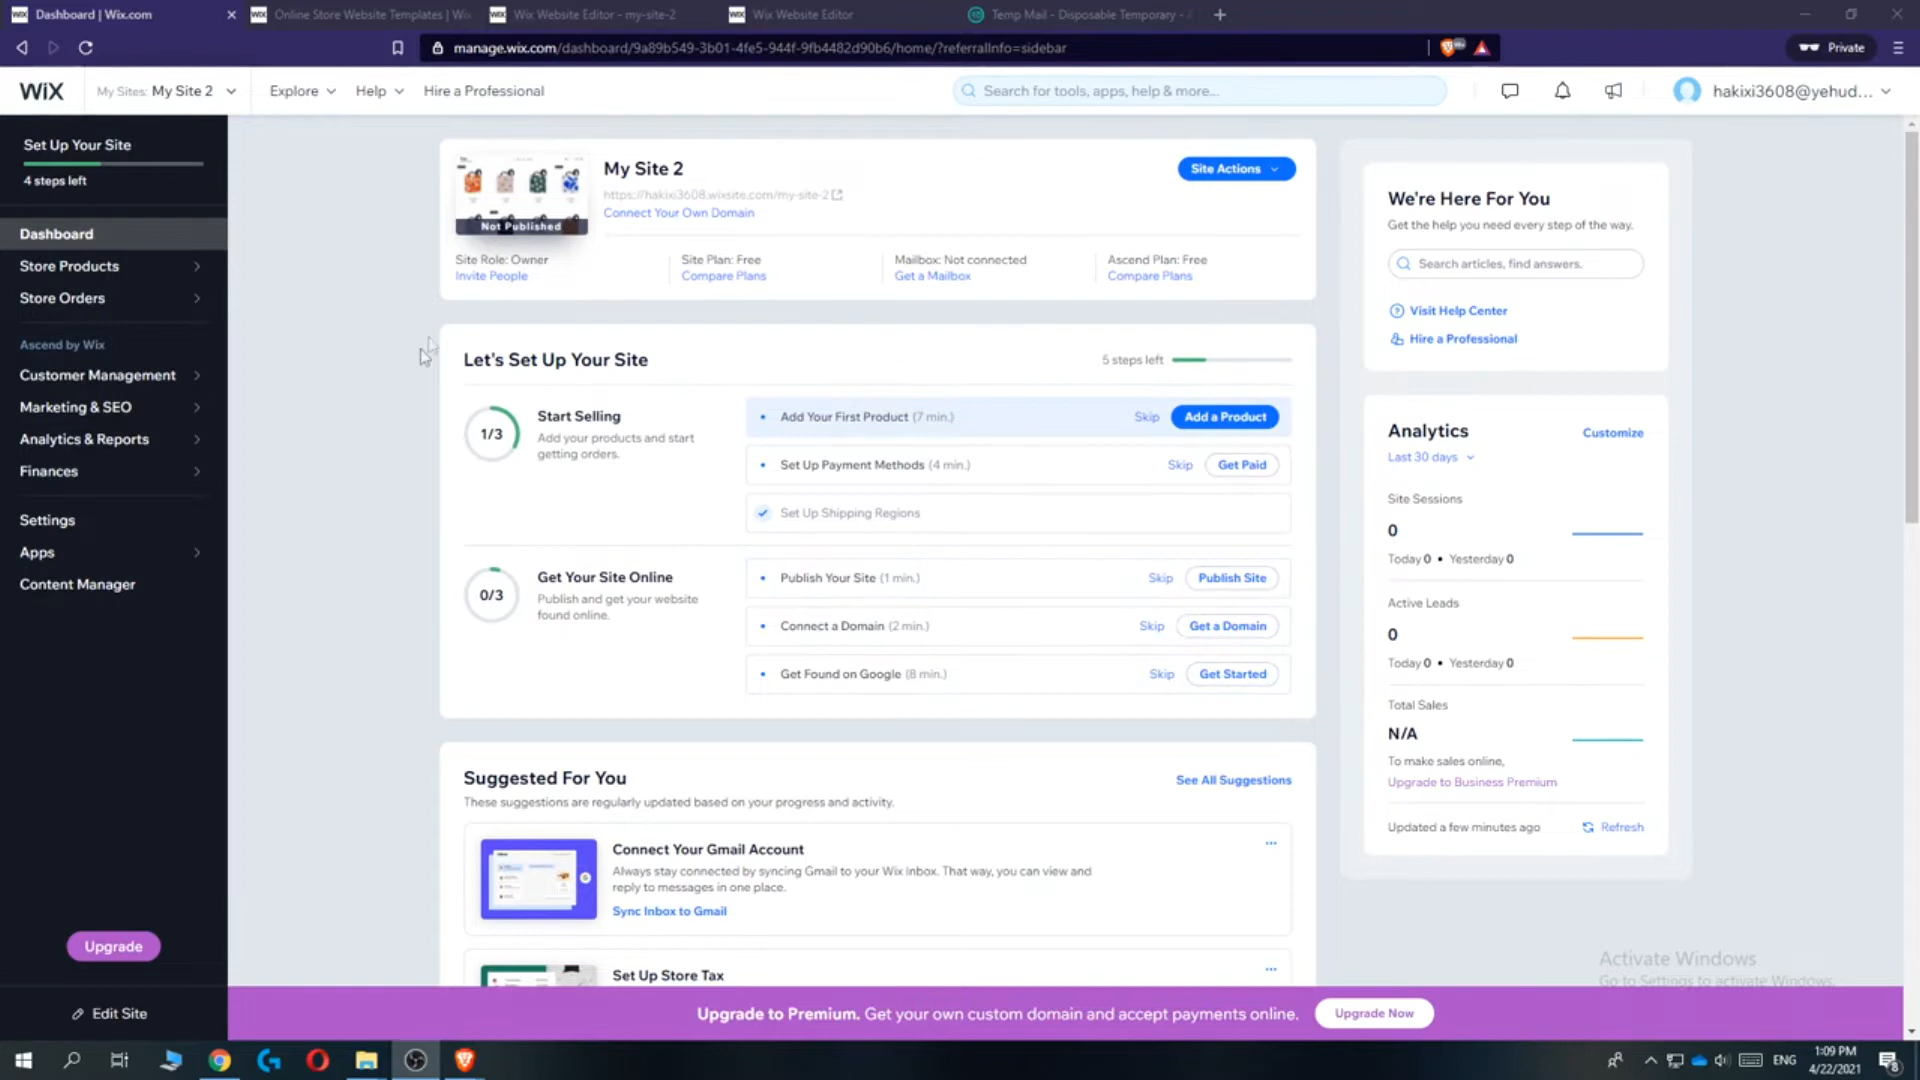 Dashboard | Wix.com
Online Store Website Templates | Wix
Wix Website Editor - my-site-2
Wix Website Editor
Temp Mail - Disposable Temporary -
manage.wix.com/dashboard/9a89b549-3b01-4fe5-944f-9fb4482d90b6/home/?referralInfo=sidebar
Private
WiX
My Sites: My Site 2
Explore
Help
Hire a Professional
Search for tools, apps, help & more...
hakixi3608@yehud...
Set Up Your Site
4 steps left
Dashboard
Store Products
Store Orders
Ascend by Wix
Customer Management
Marketing & SEO
Analytics & Reports
Finances
Settings
Apps
Content Manager
Upgrade
Edit Site
Not Published
My Site 2
https://hakixi3608.wixsite.com/my-site-2
Connect Your Own Domain
Site Actions
Site Role: Owner
Invite People
Site Plan: Free
Compare Plans
Mailbox: Not connected
Get a Mailbox
Ascend Plan: Free
Compare Plans
Let's Set Up Your Site
5 steps left
1/3
Start Selling
Add your products and start
getting orders.
Add Your First Product (7 min.)
Skip
Add a Product
Set Up Payment Methods (4 min.)
Skip
Get Paid
Set Up Shipping Regions
0/3
Get Your Site Online
Publish and get your website
found online.
Publish Your Site (1 min.)
Skip
Publish Site
Connect a Domain (2 min.)
Skip
Get a Domain
Get Found on Google (8 min.)
Skip
Get Started
Suggested For You
See All Suggestions
These suggestions are regularly updated based on your progress and activity.
Connect Your Gmail Account
Always stay connected by syncing Gmail to your Wix Inbox. That way, you can view and
reply to messages in one place.
Sync Inbox to Gmail
Set Up Store Tax
We're Here For You
Get the help you need every step of the way.
Search articles, find answers.
Visit Help Center
Hire a Professional
Analytics
Customize
Last 30 days
Site Sessions
0
Today 0 • Yesterday 0
Active Leads
0
Today 0 • Yesterday 0
Total Sales
N/A
To make sales online,
Upgrade to Business Premium
Updated a few minutes ago
Refresh
Activate Windows
Go to Settings to activate Windows.
Upgrade to Premium. Get your own custom domain and accept payments online.
Upgrade Now
ENG
1:09 PM
4/22/2021
8